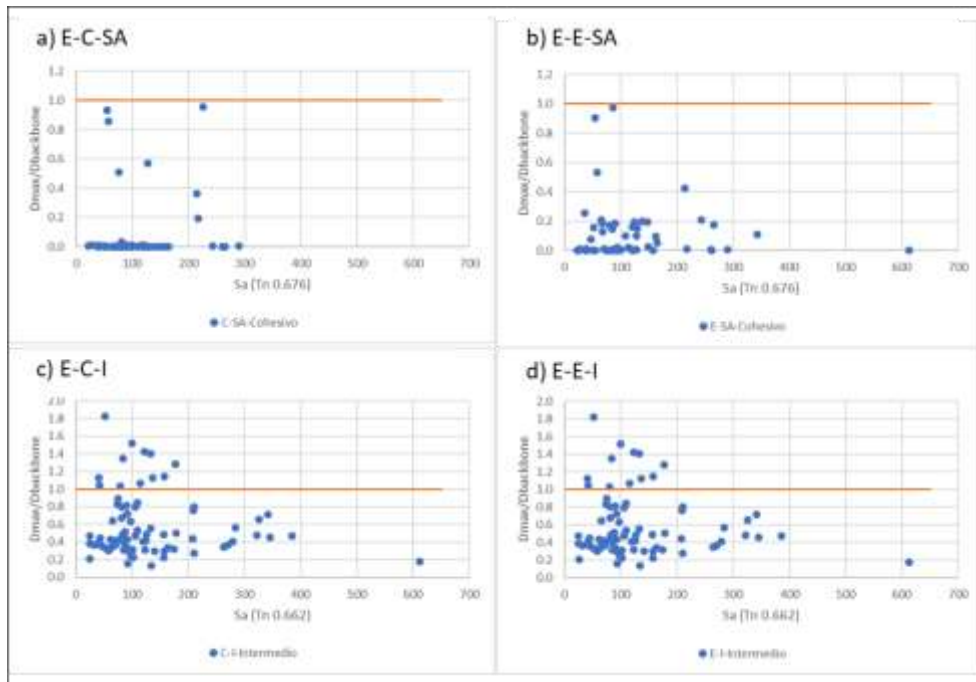 a) E-C-SA
1.2
1.0
0.8
0.6
0.4
0.2
0.0
Dmax/Dbackbone
0 100 200 300 400 500 600 700
Sa (Tn 0.676)
C-SA-Cohesivo
b) E-E-SA
1.2
1.0
0.8
0.6
0.4
0.2
0.0
Dmax/Dbackbone
0 100 200 300 400 500 600 700
Sa (Tn 0.676)
E-SA-Cohesivo
c) E-C-I
2.0
1.8
1.6
1.4
1.2
1.0
0.8
0.6
0.4
0.2
0.0
Dmax/Dbackbone
0 100 200 300 400 500 600 700
Sa (Tn 0.662)
C-I-Intermedio
d) E-E-I
2.0
1.8
1.6
1.4
1.2
1.0
0.8
0.6
0.4
0.2
0.0
Dmax/Dbackbone
0 100 200 300 400 500 600 700
Sa (Tn 0.662)
E-I-Intermedio